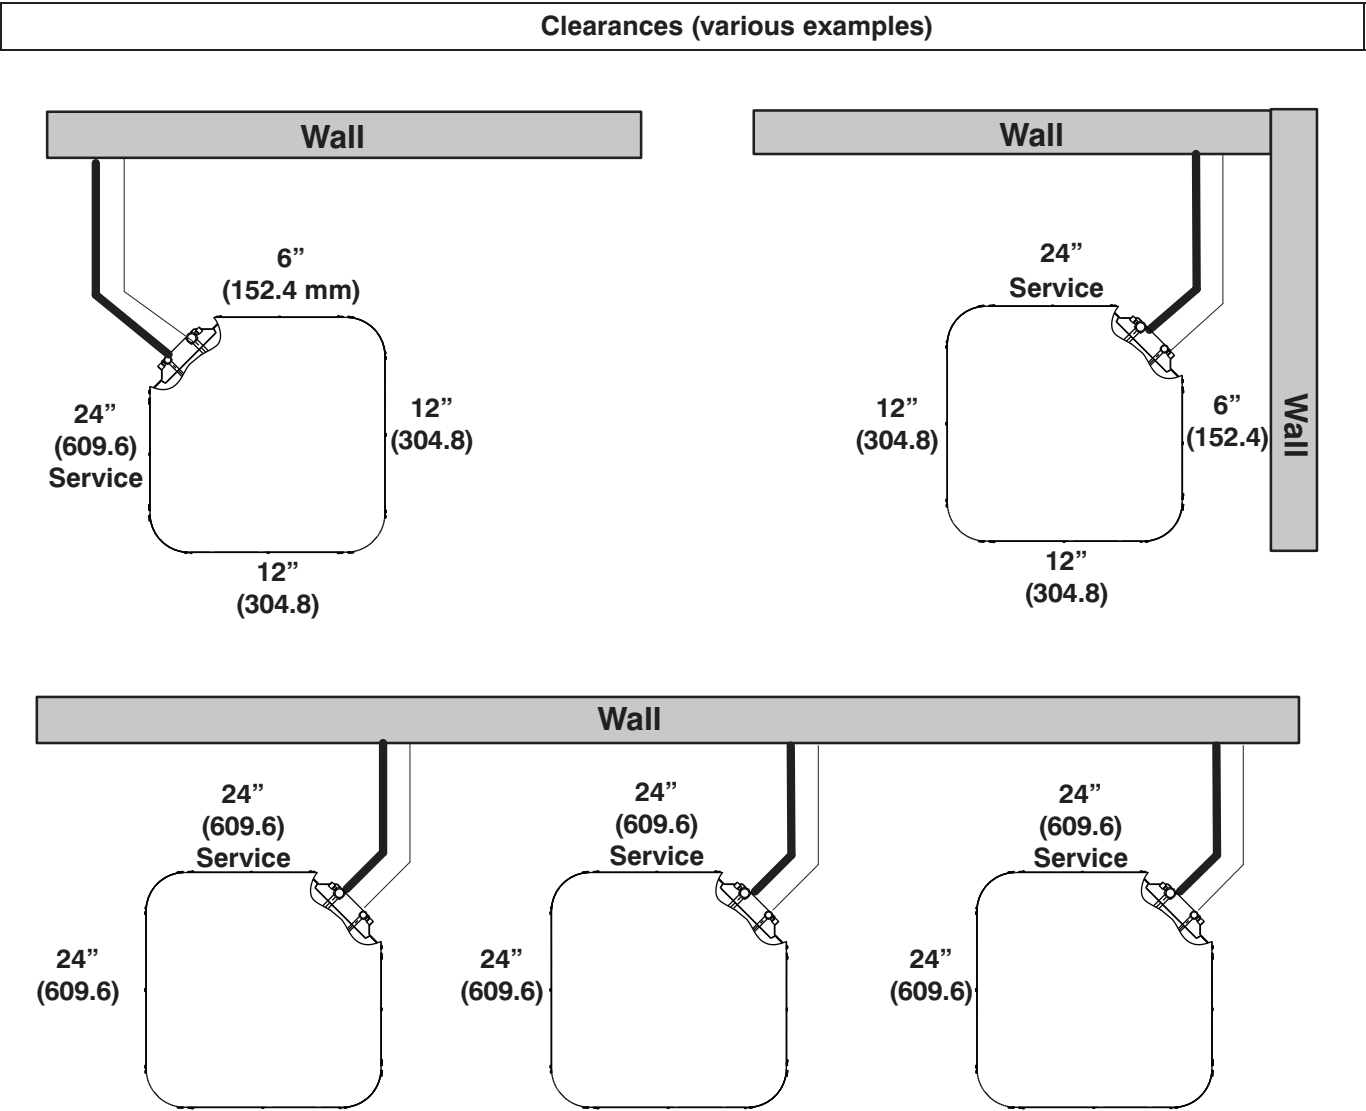 Clearances (various examples)
Wall
6”
(152.4 mm)
24”
(609.6)
Service
12”
(304.8)
12”
(304.8)
Wall
24”
Service
12”
(304.8)
6”
(152.4)
Wall
12”
(304.8)
Wall
24”
(609.6)
Service
24”
(609.6)
24”
(609.6)
Service
24”
(609.6)
24”
(609.6)
Service
24”
(609.6)